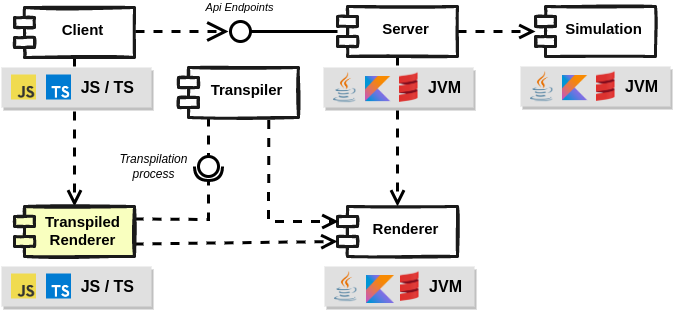 Api Endpoints
Client
Server
Simulation
JS
TS
JS / TS
Transpiler
JVM
JVM
Transpilation
process
Transpiled
Renderer
Renderer
JS
TS
JS / TS
JVM